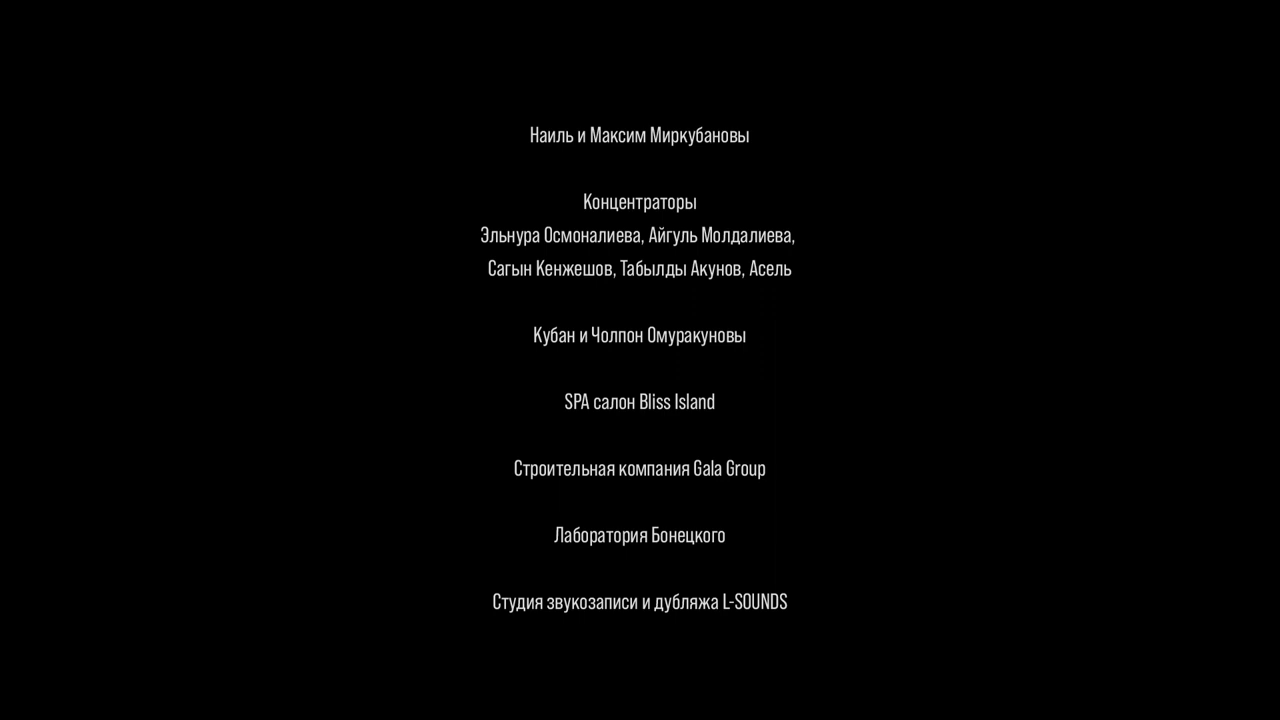 Наиль и Максим Миркубановы
Концентраторы
Эльнура Осмоналиева, Айгуль Молдалиева,
Сагын Кенжешов, Табылды Акунов, Асель
Кубан и Чолпон Омуракуновы
SPA салон Bliss Island
Строительная компания Gala Group
Лаборатория Бонецкого
Студия звукозаписи и дубляжа L-SOUNDS